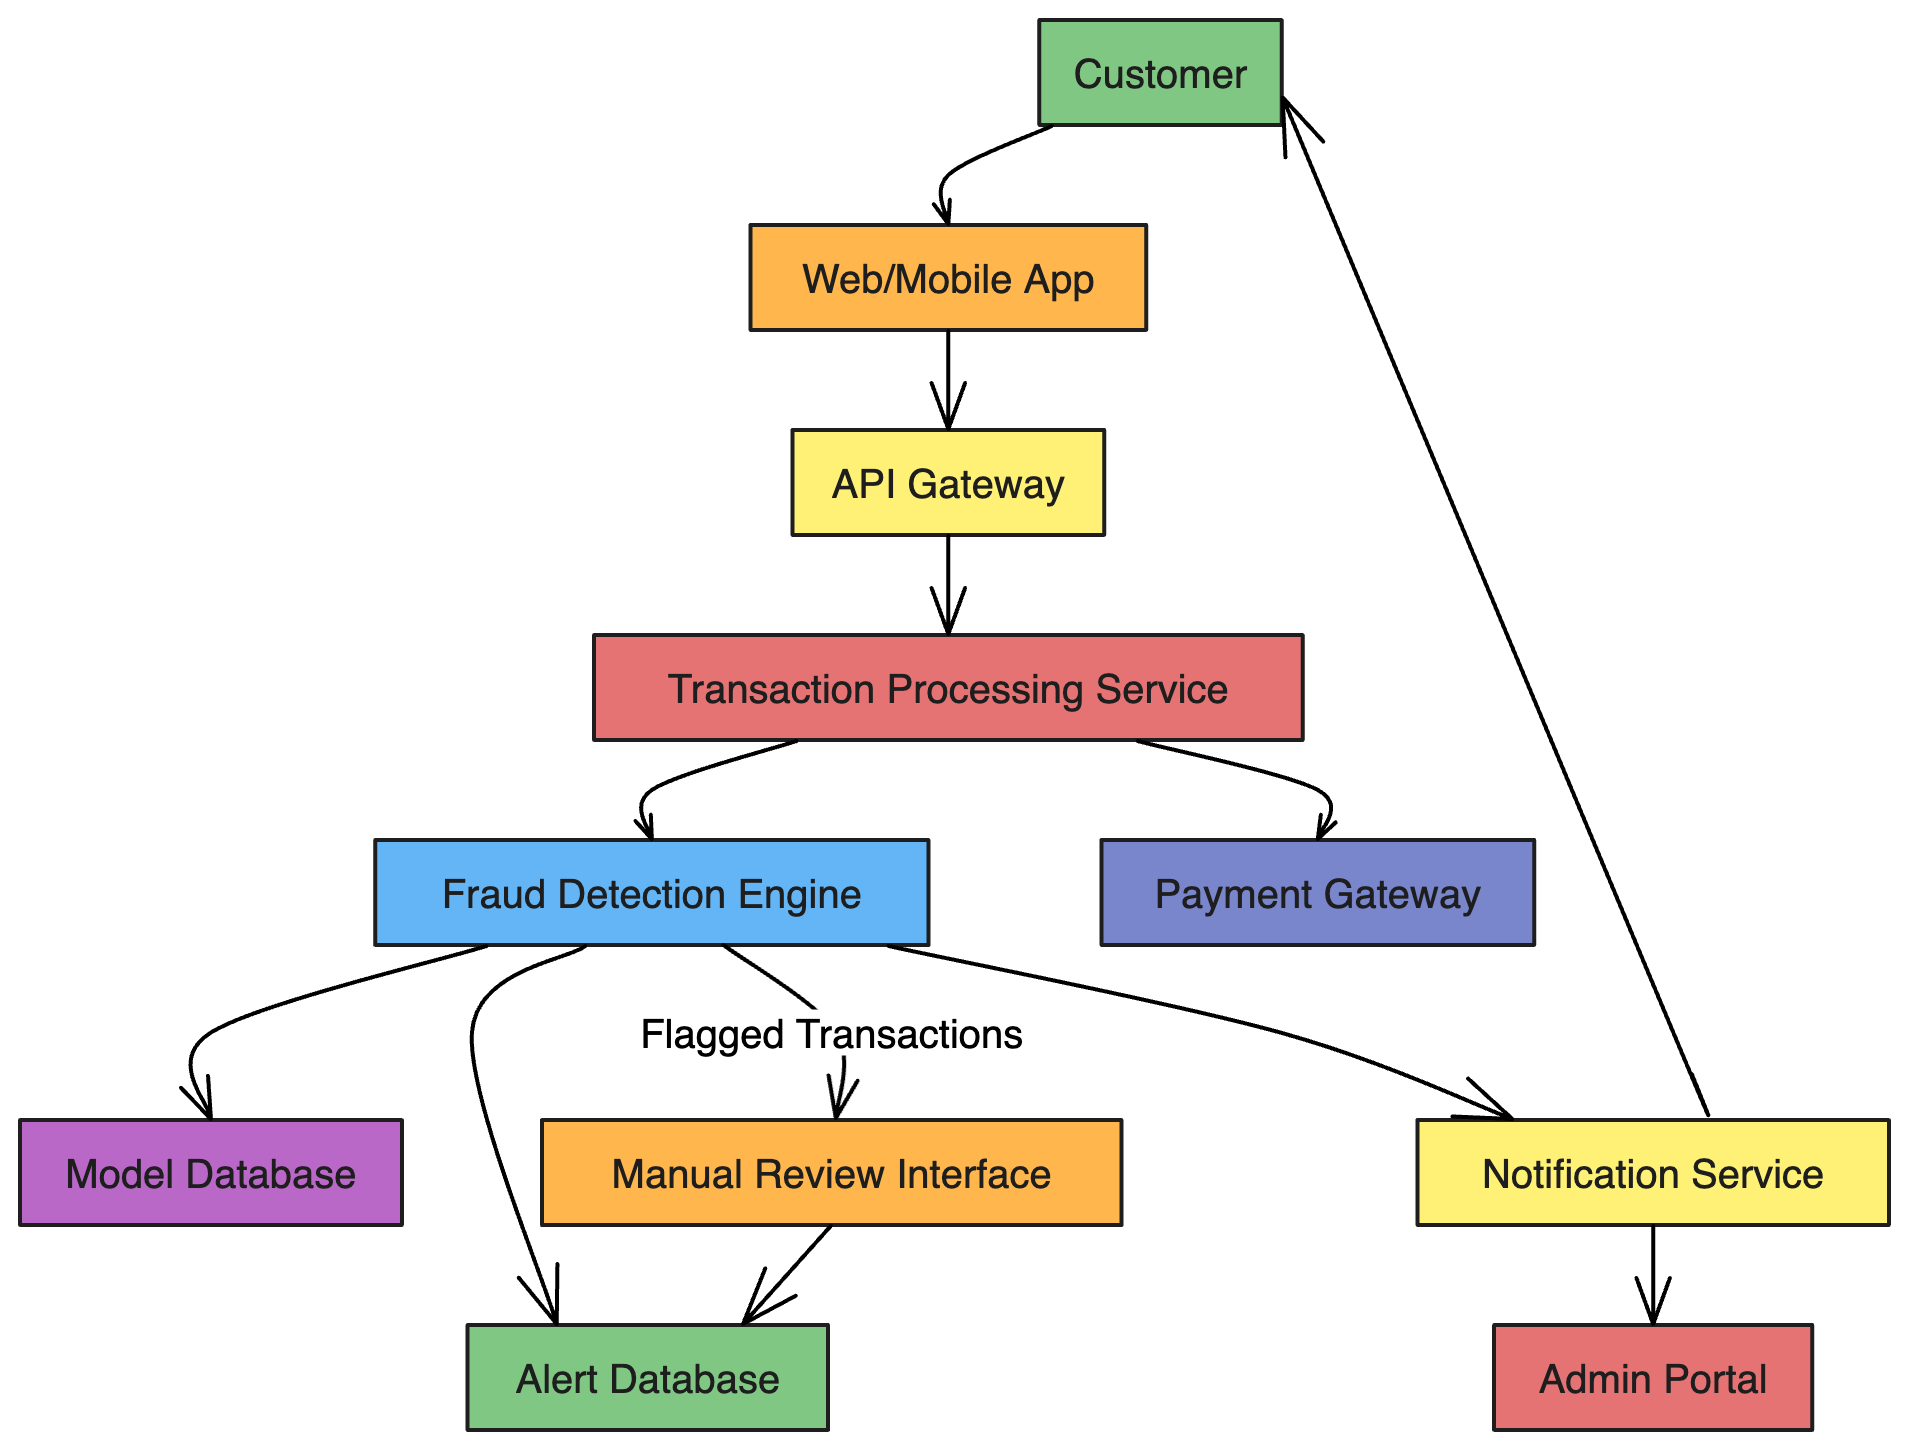 Customer
Web/Mobile App
API Gateway
Transaction Processing Service
Fraud Detection Engine
Payment Gateway
Flagged Transactions
Model Database
Manual Review Interface
Notification Service
Alert Database
Admin Portal